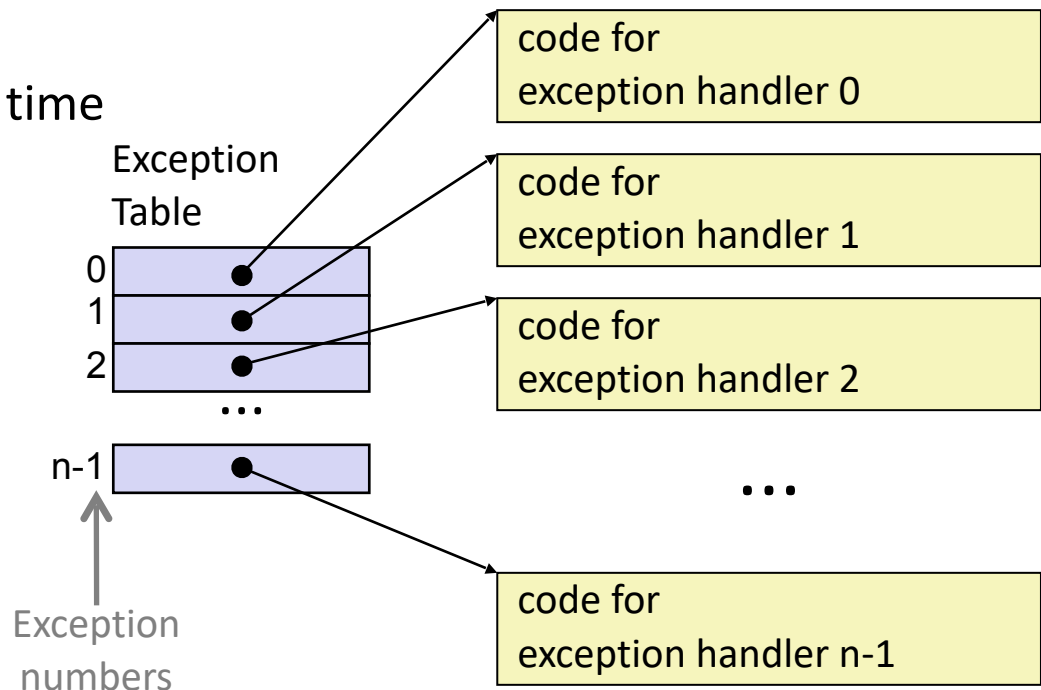 time
Exception
Table
0
1
2
...
n-1
Exception
numbers
code for
exception handler 0
code for
exception handler 1
code for
exception handler 2
...
code for
exception handler n-1